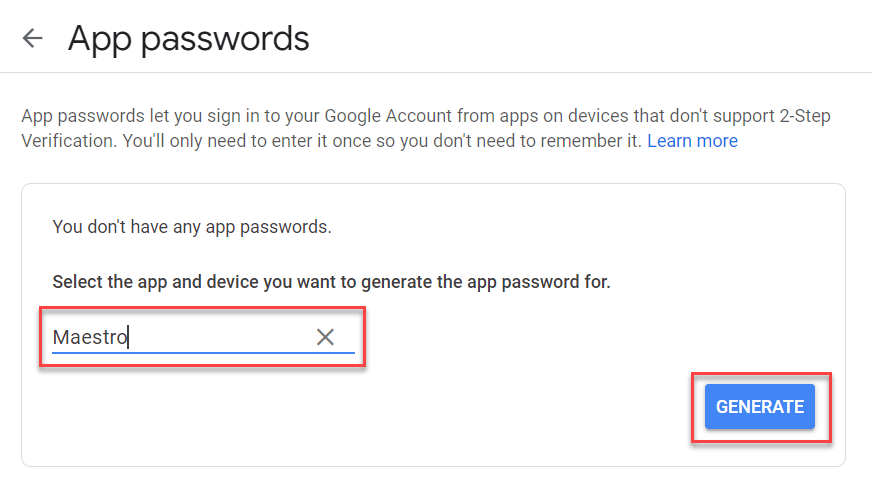 App passwords
App passwords let you sign in to your Google Account from apps on devices that don't support 2-Step
Verification. You'll only need to enter it once so you don't need to remember it. Learn more
You don't have any app passwords.
Select the app and device you want to generate the app password for.
Maestro
GENERATE